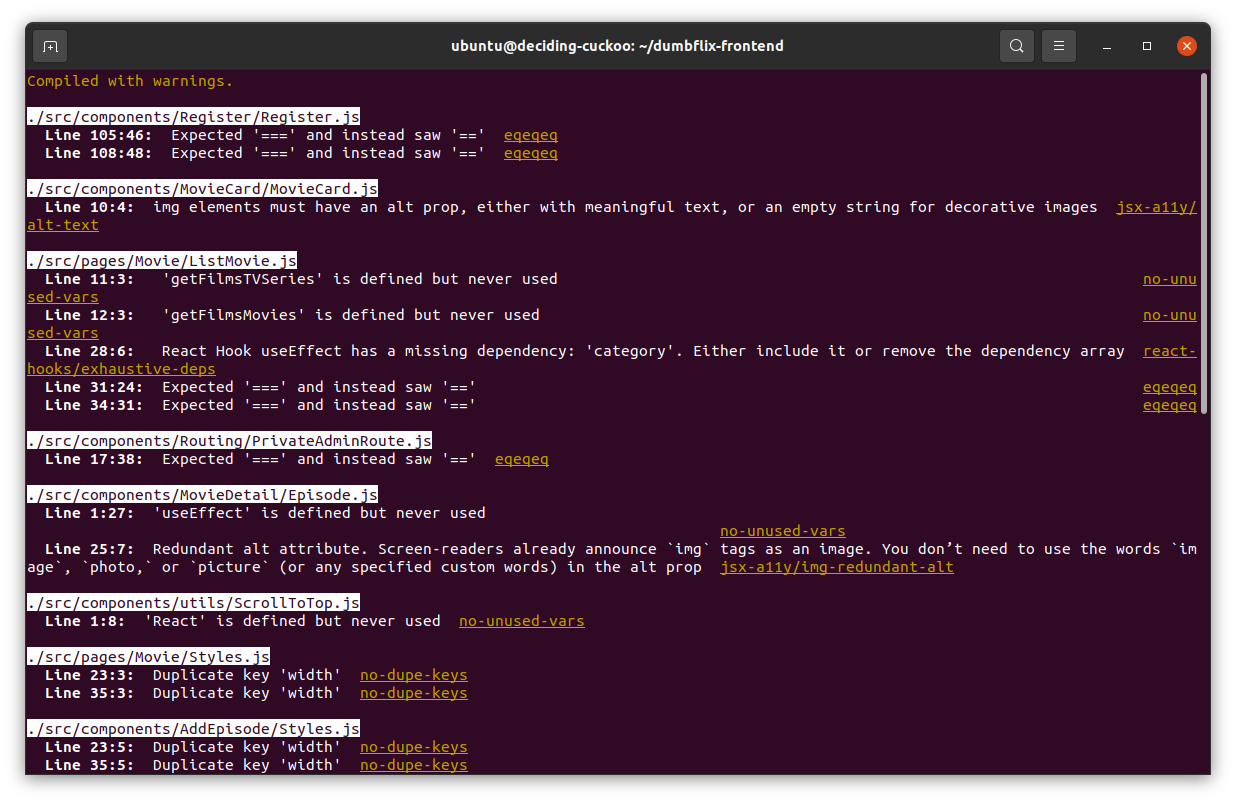 ubuntu@deciding-cuckoo: ~/dumbflix-frontend
Compiled with warnings.
./src/components/Register/Register.js
Line 105:46:  Expected '===' and instead saw '=='  eqeqeq
Line 108:48:  Expected '===' and instead saw '=='  eqeqeq
./src/components/MovieCard/MovieCard.js
Line 10:4:  img elements must have an alt prop, either with meaningful text, or an empty string for decorative images  jsx-a11y/
alt-text
./src/pages/Movie/ListMovie.js
Line 11:3:   'getFilmsTVSeries' is defined but never used  no-unu
sed-vars
Line 12:3:   'getFilmsMovies' is defined but never used  no-unu
sed-vars
Line 28:6:   React Hook useEffect has a missing dependency: 'category'. Either include it or remove the dependency array  react-
hooks/exhaustive-deps
Line 31:24:  Expected '===' and instead saw '=='  eqeqeq
Line 34:31:  Expected '===' and instead saw '=='  eqeqeq
./src/components/Routing/PrivateAdminRoute.js
Line 17:38:  Expected '===' and instead saw '=='  eqeqeq
./src/components/MovieDetail/Episode.js
Line 1:27:  'useEffect' is defined but never used
no-unused-vars
Line 25:7:  Redundant alt attribute. Screen-readers already announce `img` tags as an image. You don’t need to use the words `im
age`, `photo,` or `picture` (or any specified custom words) in the alt prop  jsx-a11y/img-redundant-alt
./src/components/utils/ScrollToTop.js
Line 1:8:  'React' is defined but never used  no-unused-vars
./src/pages/Movie/Styles.js
Line 23:3:  Duplicate key 'width'  no-dupe-keys
Line 35:3:  Duplicate key 'width'  no-dupe-keys
./src/components/AddEpisode/Styles.js
Line 23:5:  Duplicate key 'width'  no-dupe-keys
Line 35:5:  Duplicate key 'width'  no-dupe-keys